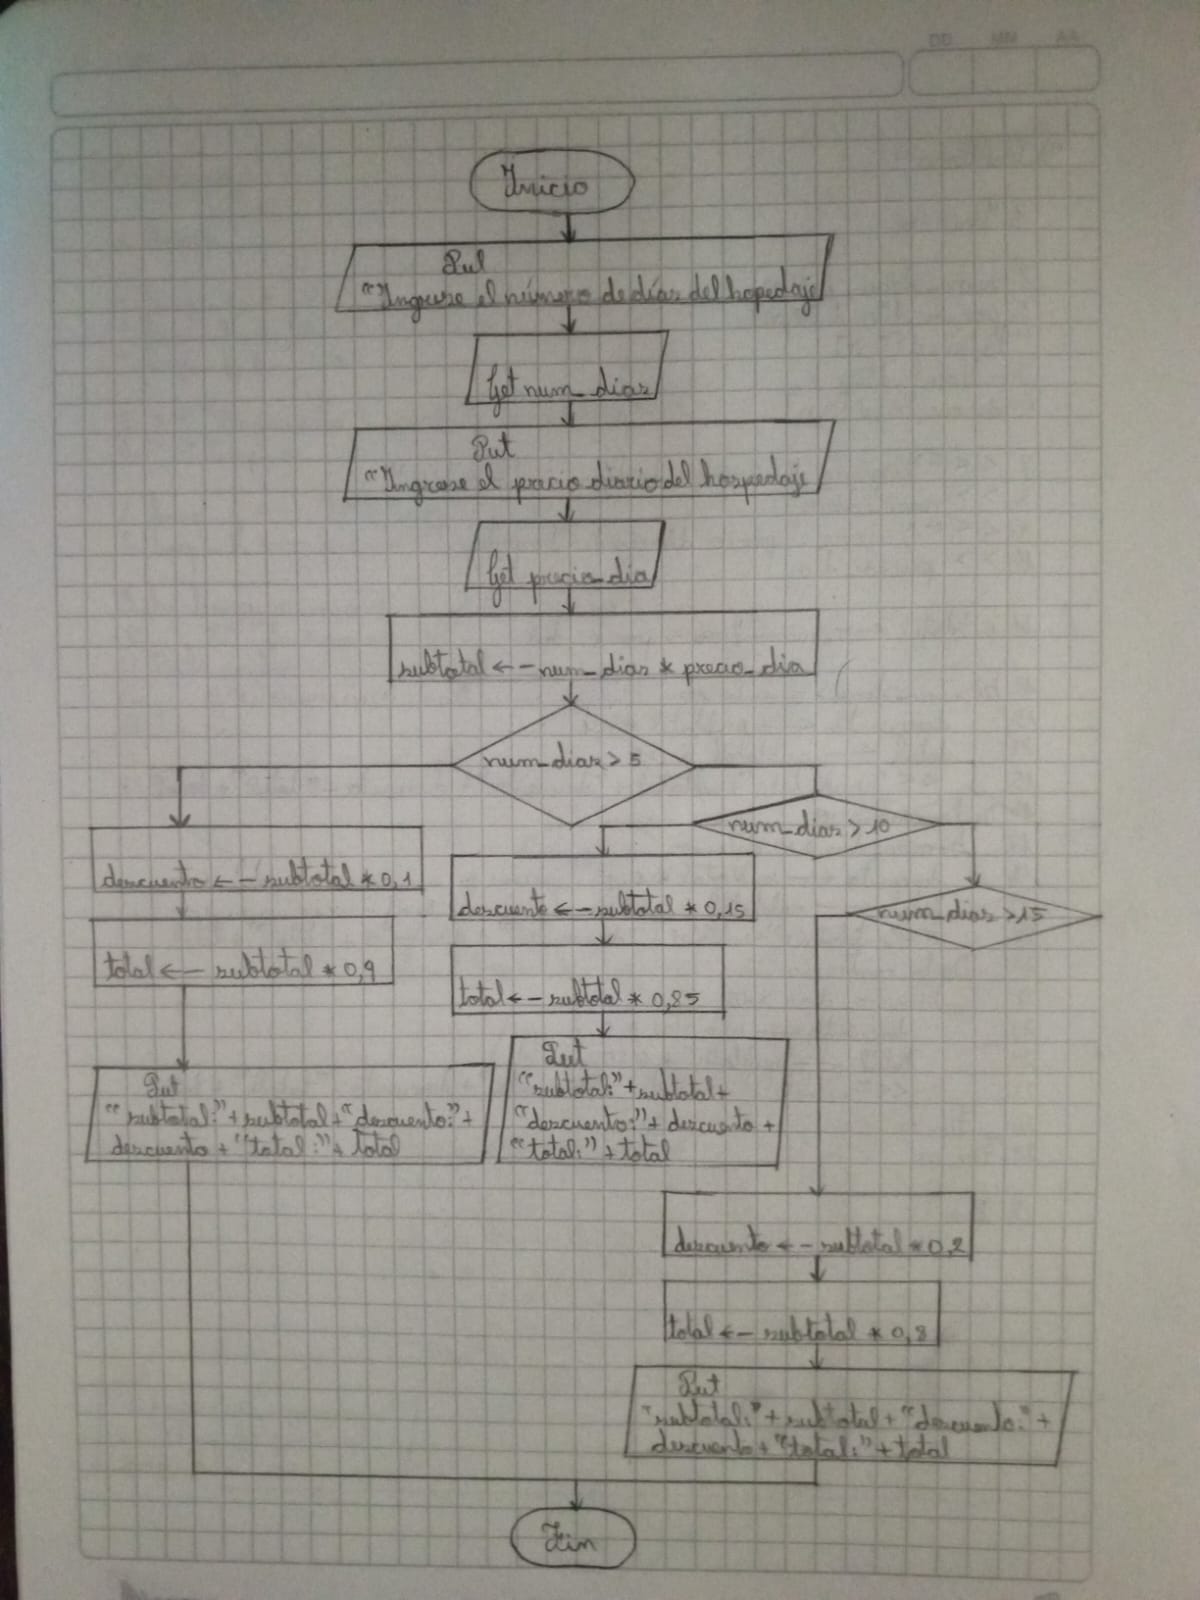 DD MM AA
Inicio
Put
"Ingrese el número de días del hopedaje
Get num_dias
Put
"Ingrese el precio diario del hospedaje
Get precio_dia
subtotal <-- num_dias * precio_dia
num_dias > 5
num_dias > 10
num_dias > 15
descuento <-- subtotal * 0,1
total <-- subtotal * 0,9
Put
"subtotal:" + subtotal + "descuento:" +
descuento + "total:" + total
descuento <-- subtotal * 0,15
total <-- subtotal * 0,85
Put
"subtotal:" + subtotal +
"descuento:" + descuento +
"total:" + total
descuento <-- subtotal * 0,2
total <-- subtotal * 0,8
Put
"subtotal:" + subtotal + "descuento:" +
descuento + "total:" + total
Fin